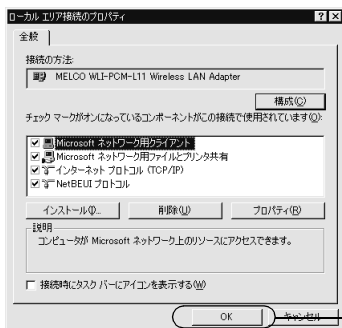 ローカル エリア接続のプロパティ
全般
接続の方法:
MELCO WLI-PCM-L11 Wireless LAN Adapter
構成(C)
チェック マークがオンになっているコンポーネントがこの接続で使用されています(O):
Microsoft ネットワーク用クライアント
Microsoft ネットワーク用ファイルとプリンタ共有
インターネット プロトコル (TCP/IP)
NetBEUI プロトコル
インストール(I)...
削除(U)
プロパティ(R)
説明
コンピュータが Microsoft ネットワーク上のリソースにアクセスできます。
接続時にタスク バーにアイコンを表示する(W)
OK
キャンセル